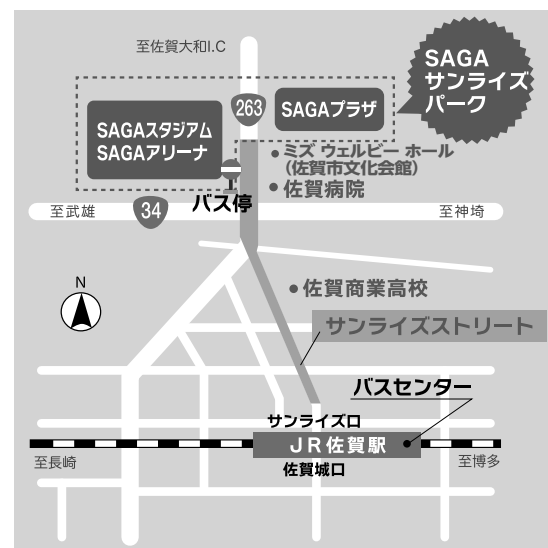 至佐賀大和I.C
SAGA
サンライズ
パーク
263
SAGAプラザ
SAGAスタジアム
SAGAアリーナ
ミズ ウェルビー ホール
（佐賀市文化会館）
佐賀病院
バス停
至武雄
34
至神埼
N
佐賀商業高校
サンライズストリート
バスセンター
サンライズ口
JR佐賀駅
至長崎
至博多
佐賀城口